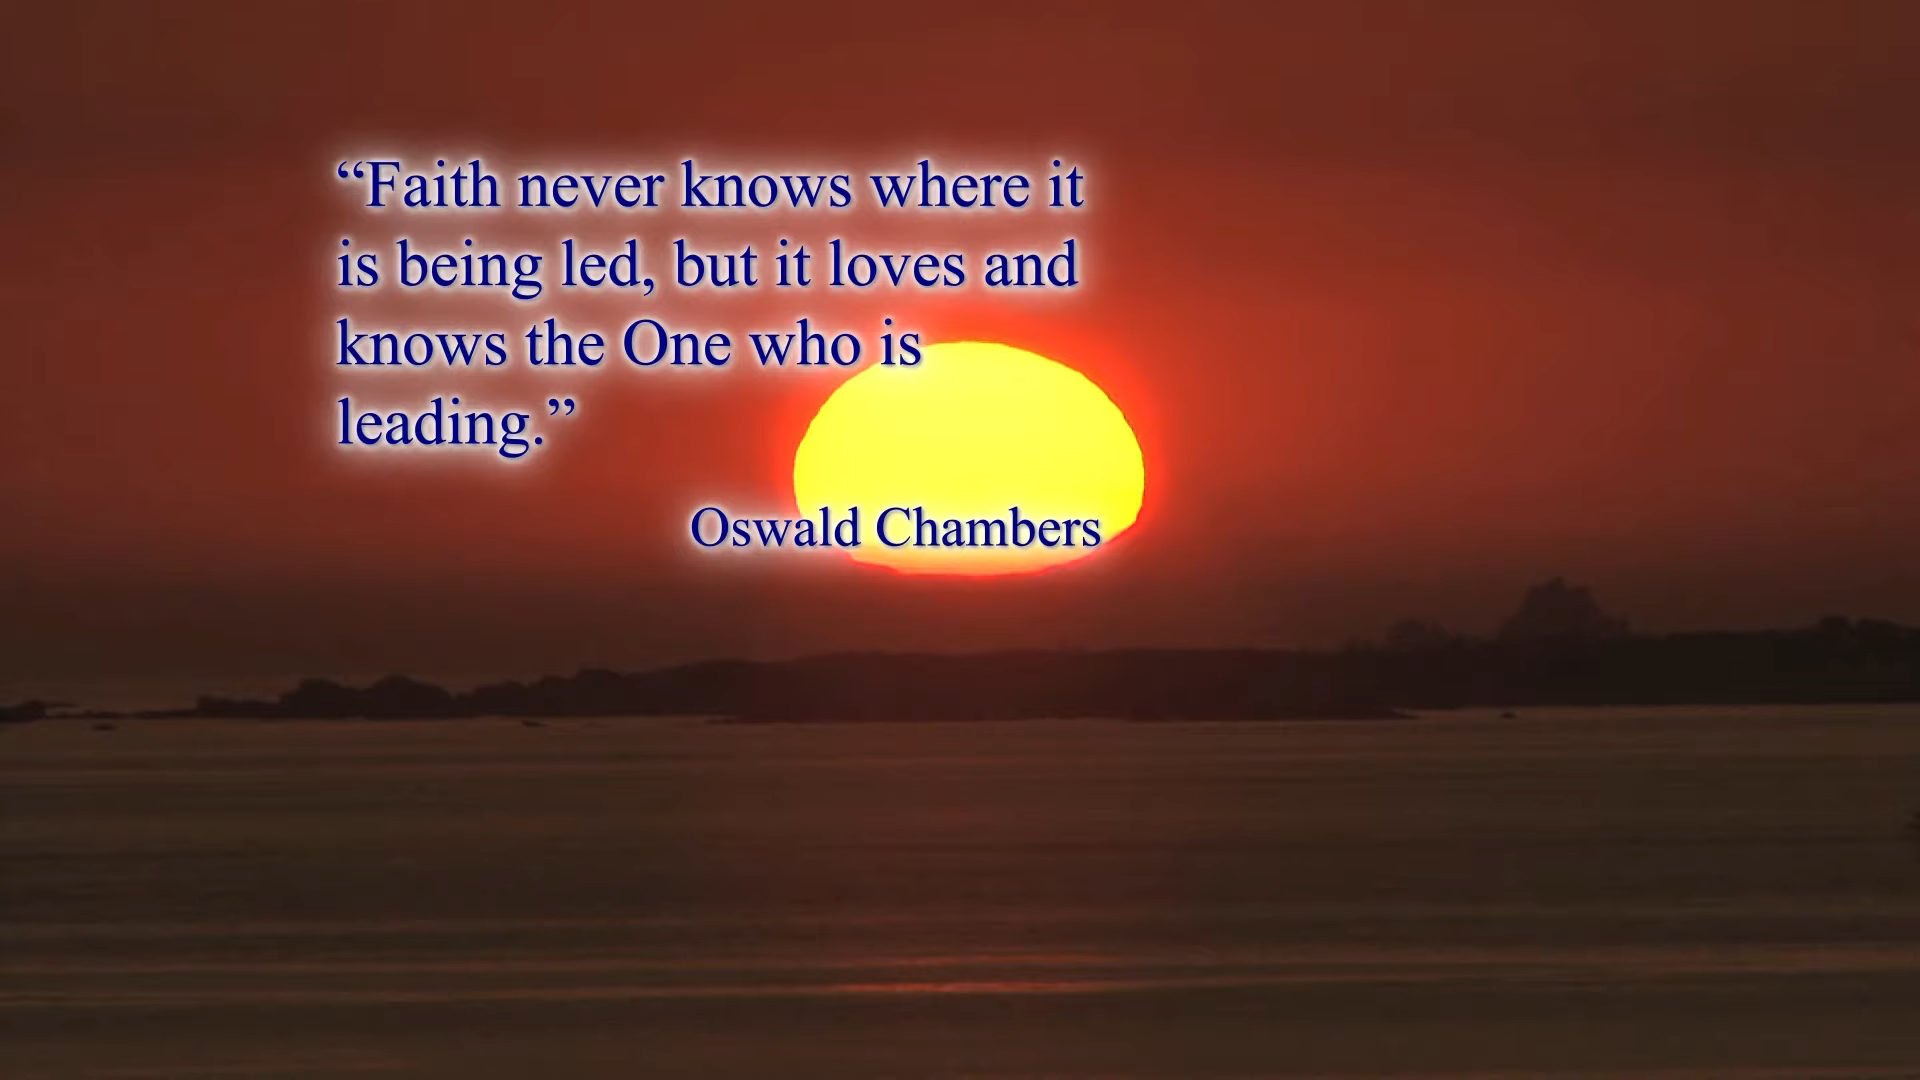 “Faith never knows where it
is being led, but it loves and
knows the One who is
leading.”
Oswald Chambers